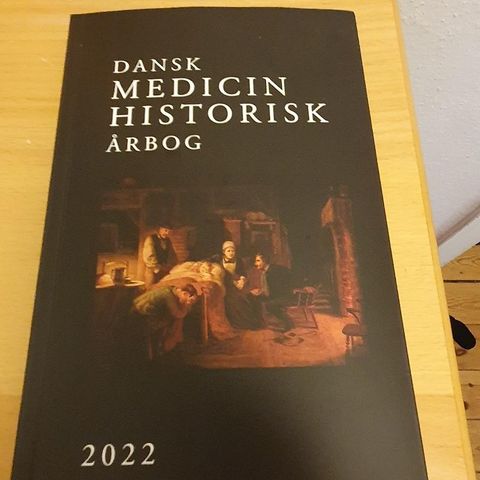 DANSK
MEDICIN
HISTORISK
ÅRBOG
2022